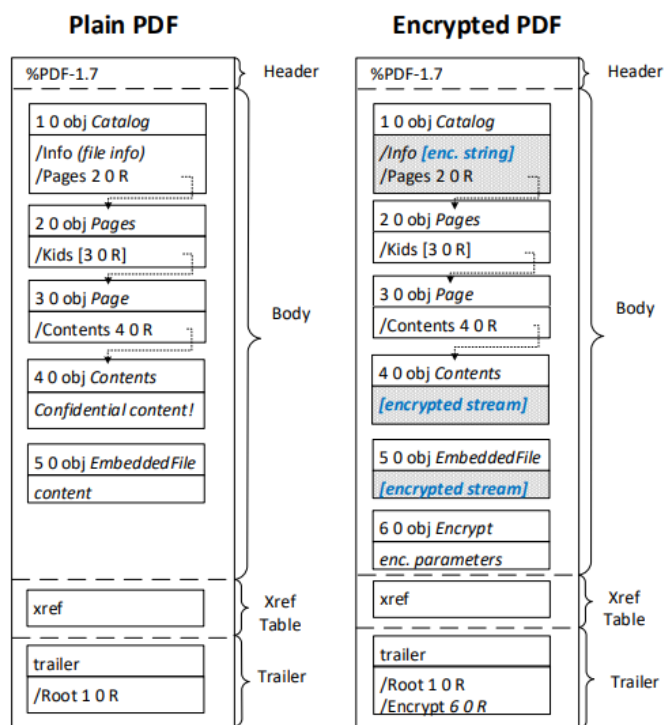 Plain PDF
%PDF-1.7
Header
1 0 obj Catalog
/Info (file info)
/Pages 2 0 R
2 0 obj Pages
/Kids [3 0 R]
3 0 obj Page
/Contents 4 0 R
4 0 obj Contents
Confidential content!
5 0 obj EmbeddedFile
content
Body
xref
Xref
Table
trailer
/Root 1 0 R
Trailer
Encrypted PDF
%PDF-1.7
Header
1 0 obj Catalog
/Info [enc. string]
/Pages 2 0 R
2 0 obj Pages
/Kids [3 0 R]
3 0 obj Page
/Contents 4 0 R
4 0 obj Contents
[encrypted stream]
5 0 obj EmbeddedFile
[encrypted stream]
6 0 obj Encrypt
enc. parameters
Body
xref
Xref
Table
trailer
/Root 1 0 R
/Encrypt 6 0 R
Trailer